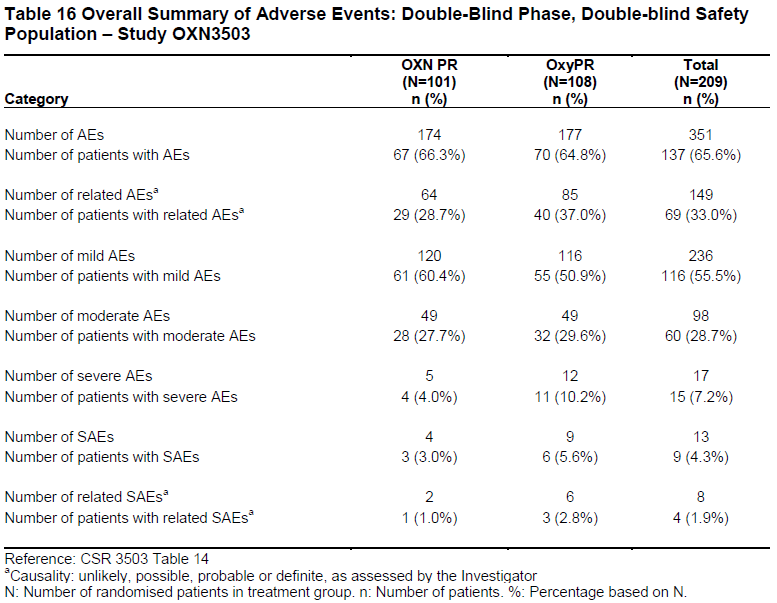 Table 16 Overall Summary of Adverse Events: Double-Blind Phase, Double-blind Safety
Population – Study OXN3503
OXN PR OxyPR Total
(N=101) (N=108) (N=209)
Category n (%) n (%) n (%)
Number of AEs 174 177 351
Number of patients with AEs 67 (66.3%) 70 (64.8%) 137 (65.6%)
Number of related AEsᵃ 64 85 149
Number of patients with related AEsᵃ 29 (28.7%) 40 (37.0%) 69 (33.0%)
Number of mild AEs 120 116 236
Number of patients with mild AEs 61 (60.4%) 55 (50.9%) 116 (55.5%)
Number of moderate AEs 49 49 98
Number of patients with moderate AEs 28 (27.7%) 32 (29.6%) 60 (28.7%)
Number of severe AEs 5 12 17
Number of patients with severe AEs 4 (4.0%) 11 (10.2%) 15 (7.2%)
Number of SAEs 4 9 13
Number of patients with SAEs 3 (3.0%) 6 (5.6%) 9 (4.3%)
Number of related SAEsᵃ 2 6 8
Number of patients with related SAEsᵃ 1 (1.0%) 3 (2.8%) 4 (1.9%)
Reference: CSR 3503 Table 14
ᵃCausality: unlikely, possible, probable or definite, as assessed by the Investigator
N: Number of randomised patients in treatment group. n: Number of patients. %: Percentage based on N.